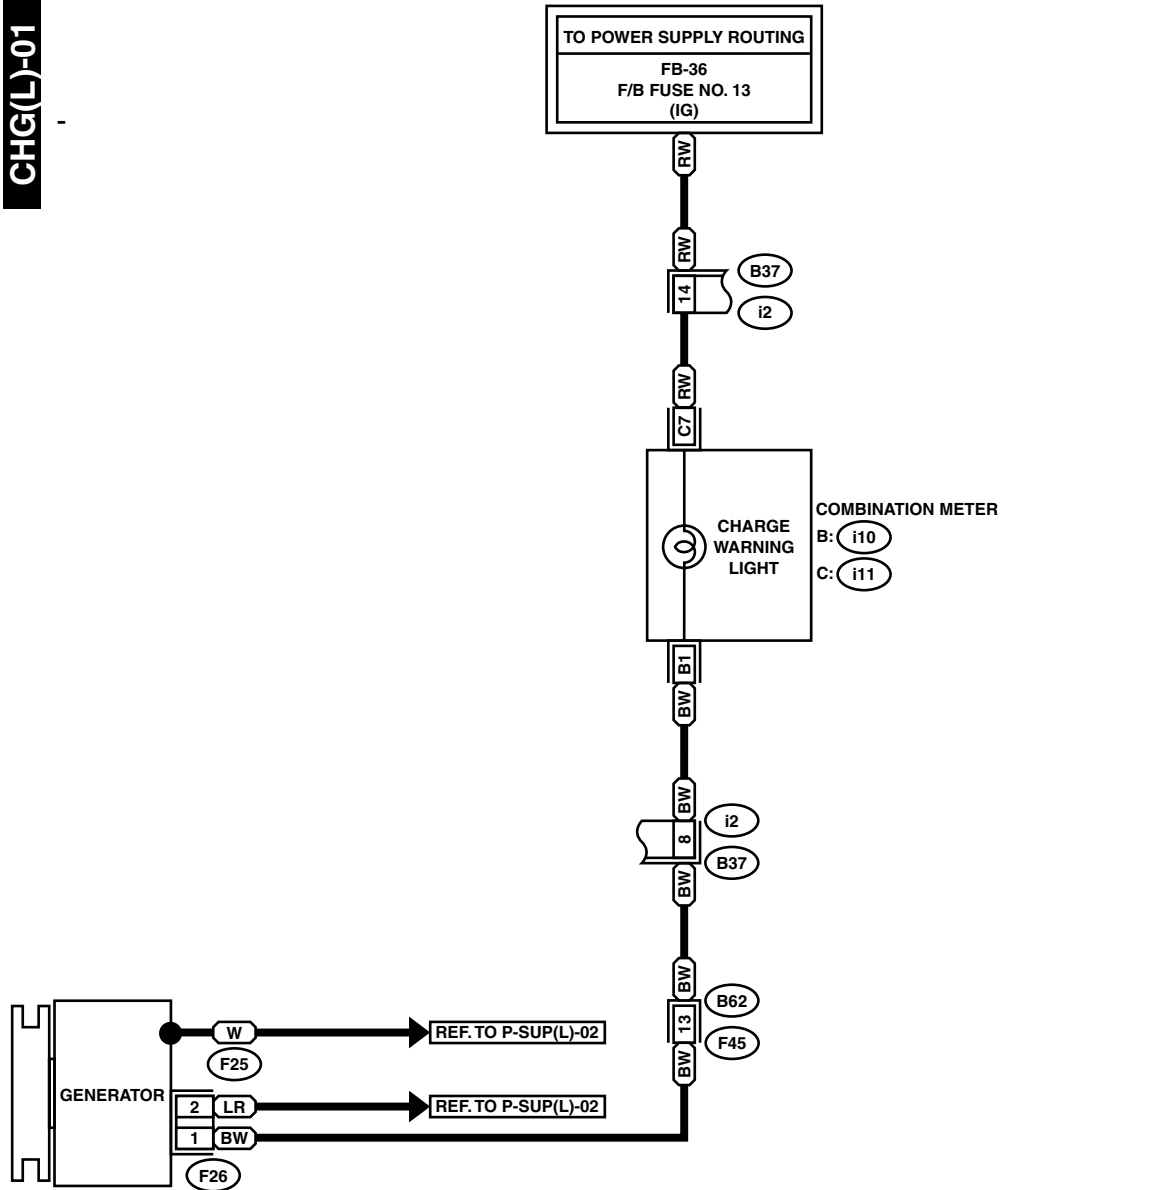 CHG(L)-01
-
TO POWER SUPPLY ROUTING
FB-36
F/B FUSE NO. 13
(IG)
RW
RW
B37
14
i2
RW
C7
COMBINATION METER
CHARGE
WARNING
LIGHT
B: i10
C: i11
B1
BW
BW
i2
8
B37
BW
BW
B62
13
F45
BW
W
REF. TO P-SUP(L)-02
F25
GENERATOR
2 LR
REF. TO P-SUP(L)-02
1 BW
F26